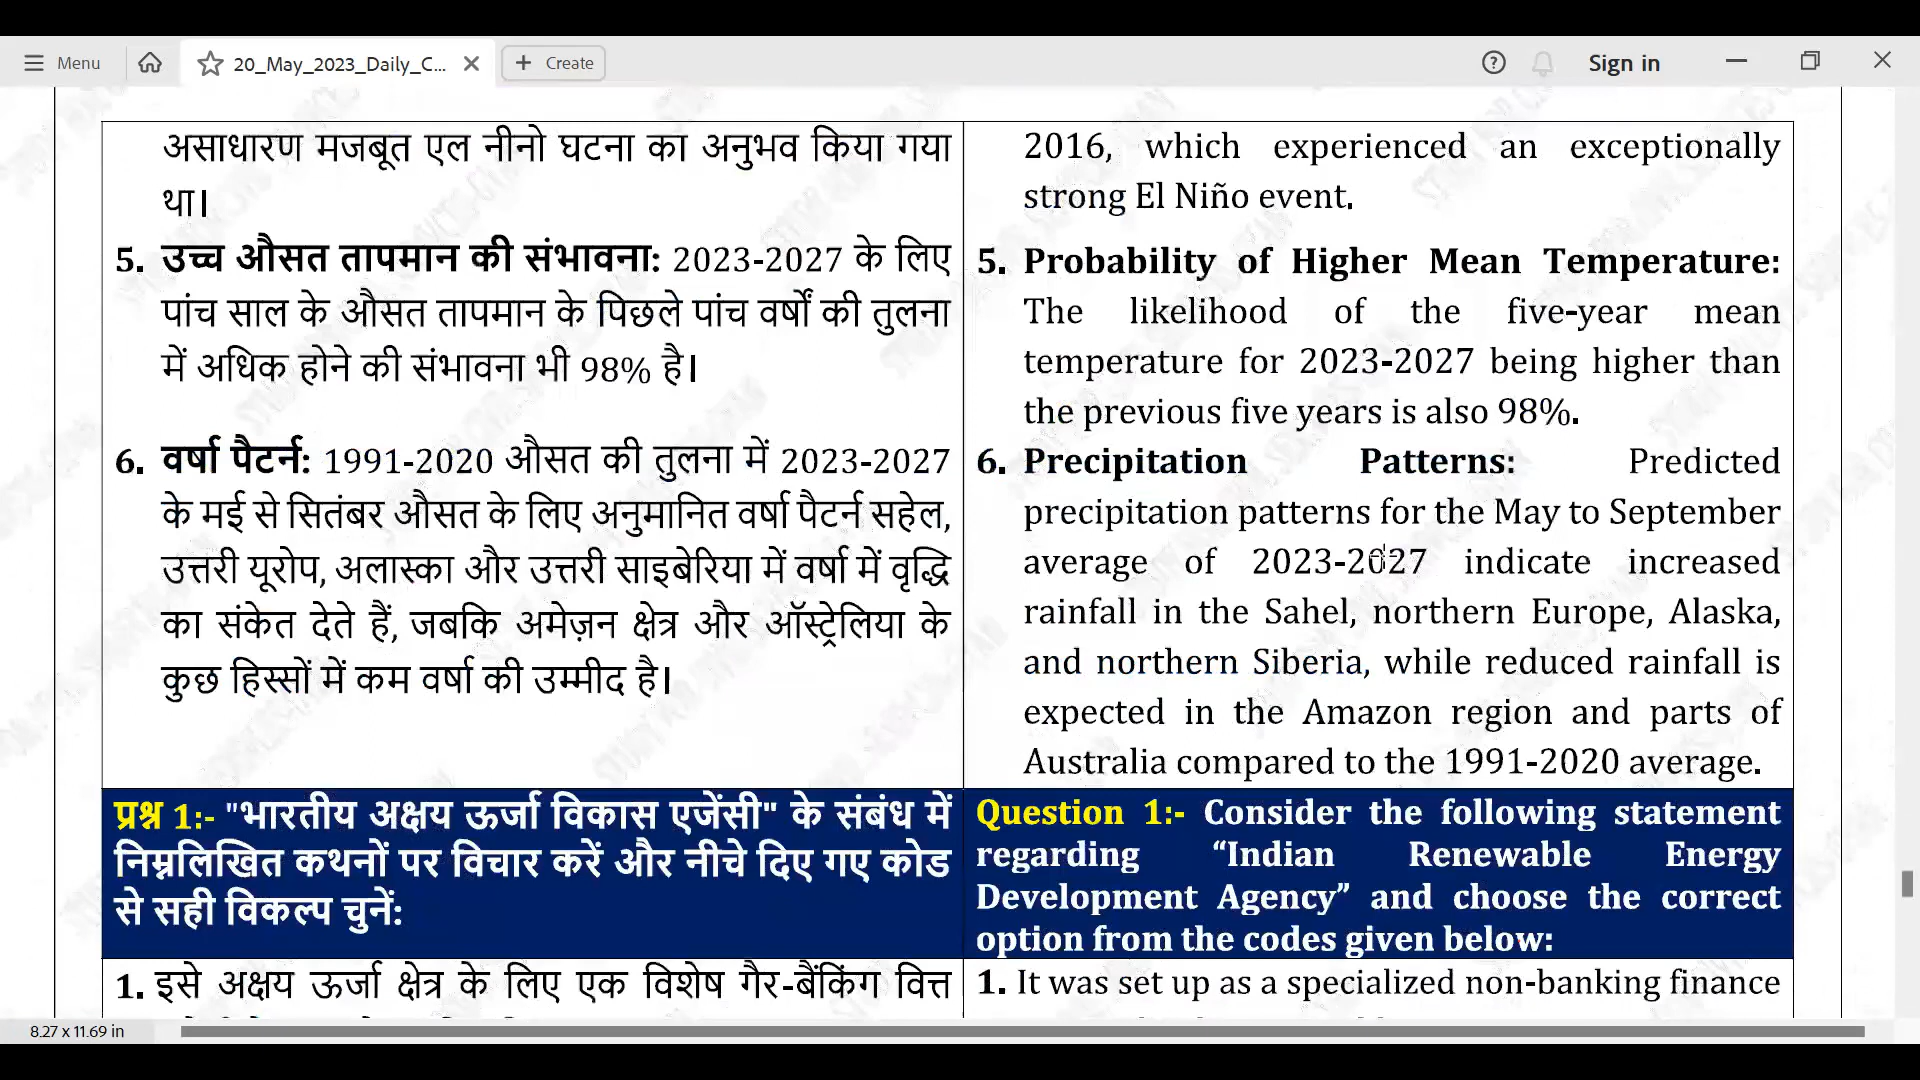 Menu
20_May_2023_Daily_C...
Create
Sign in
असाधारण मजबूत एल नीनो घटना का अनुभव किया गया
था।
5. उच्च औसत तापमान की संभावना: 2023-2027 के लिए
पांच साल के औसत तापमान के पिछले पांच वर्षों की तुलना
में अधिक होने की संभावना भी 98% है।
6. वर्षा पैटर्न: 1991-2020 औसत की तुलना में 2023-2027
के मई से सितंबर औसत के लिए अनुमानित वर्षा पैटर्न सहेल,
उत्तरी यूरोप, अलास्का और उत्तरी साइबेरिया में वर्षा में वृद्धि
का संकेत देते हैं, जबकि अमेज़न क्षेत्र और ऑस्ट्रेलिया के
कुछ हिस्सों में कम वर्षा की उम्मीद है।
2016, which experienced an exceptionally
strong El Niño event.
5. Probability of Higher Mean Temperature:
The likelihood of the five-year mean
temperature for 2023-2027 being higher than
the previous five years is also 98%.
6. Precipitation Patterns: Predicted
precipitation patterns for the May to September
average of 2023-2027 indicate increased
rainfall in the Sahel, northern Europe, Alaska,
and northern Siberia, while reduced rainfall is
expected in the Amazon region and parts of
Australia compared to the 1991-2020 average.
प्रश्न 1:- "भारतीय अक्षय ऊर्जा विकास एजेंसी" के संबंध में
निम्नलिखित कथनों पर विचार करें और नीचे दिए गए कोड
से सही विकल्प चुनें:
Question 1:- Consider the following statement
regarding “Indian Renewable Energy
Development Agency” and choose the correct
option from the codes given below:
1. इसे अक्षय ऊर्जा क्षेत्र के लिए एक विशेष गैर-बैंकिंग वित्त
1. It was set up as a specialized non-banking finance
8.27 x 11.69 in